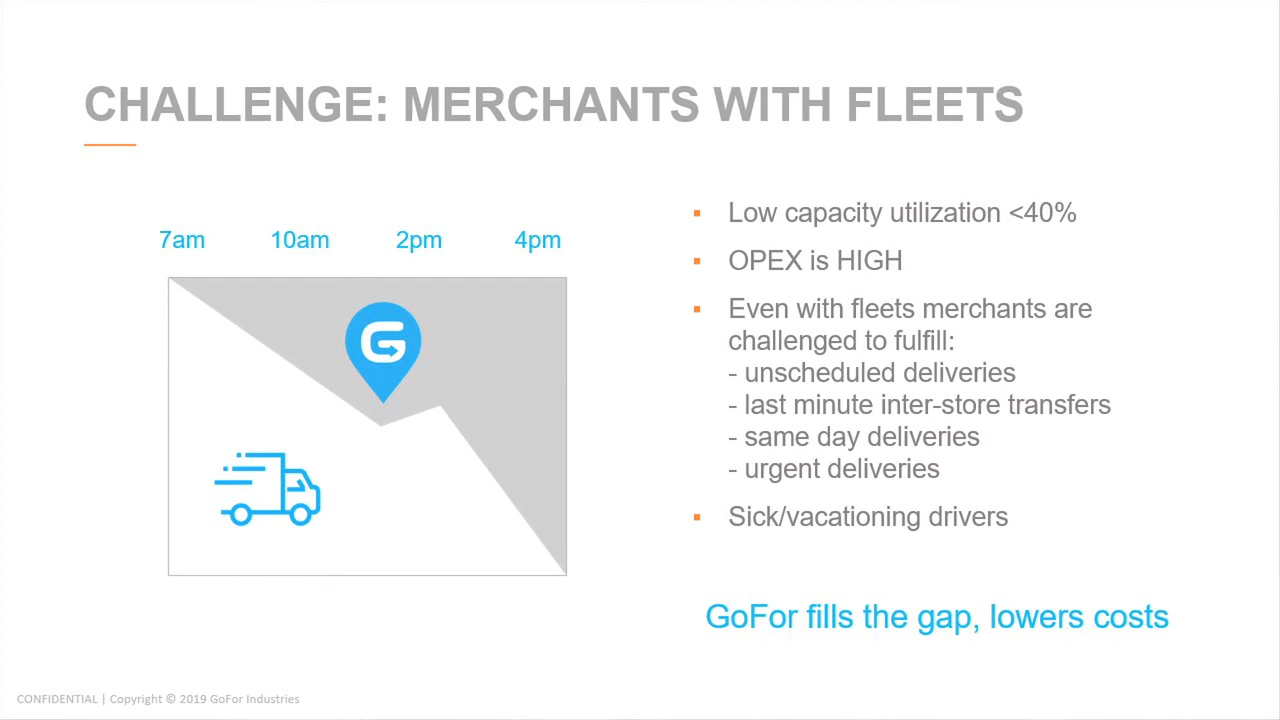 CHALLENGE: MERCHANTS WITH FLEETS
7am 10am 2pm 4pm
G
▪ Low capacity utilization <40%
▪ OPEX is HIGH
▪ Even with fleets merchants are
challenged to fulfill:
- unscheduled deliveries
- last minute inter-store transfers
- same day deliveries
- urgent deliveries
▪ Sick/vacationing drivers
GoFor fills the gap, lowers costs
CONFIDENTIAL | Copyright © 2019 GoFor Industries